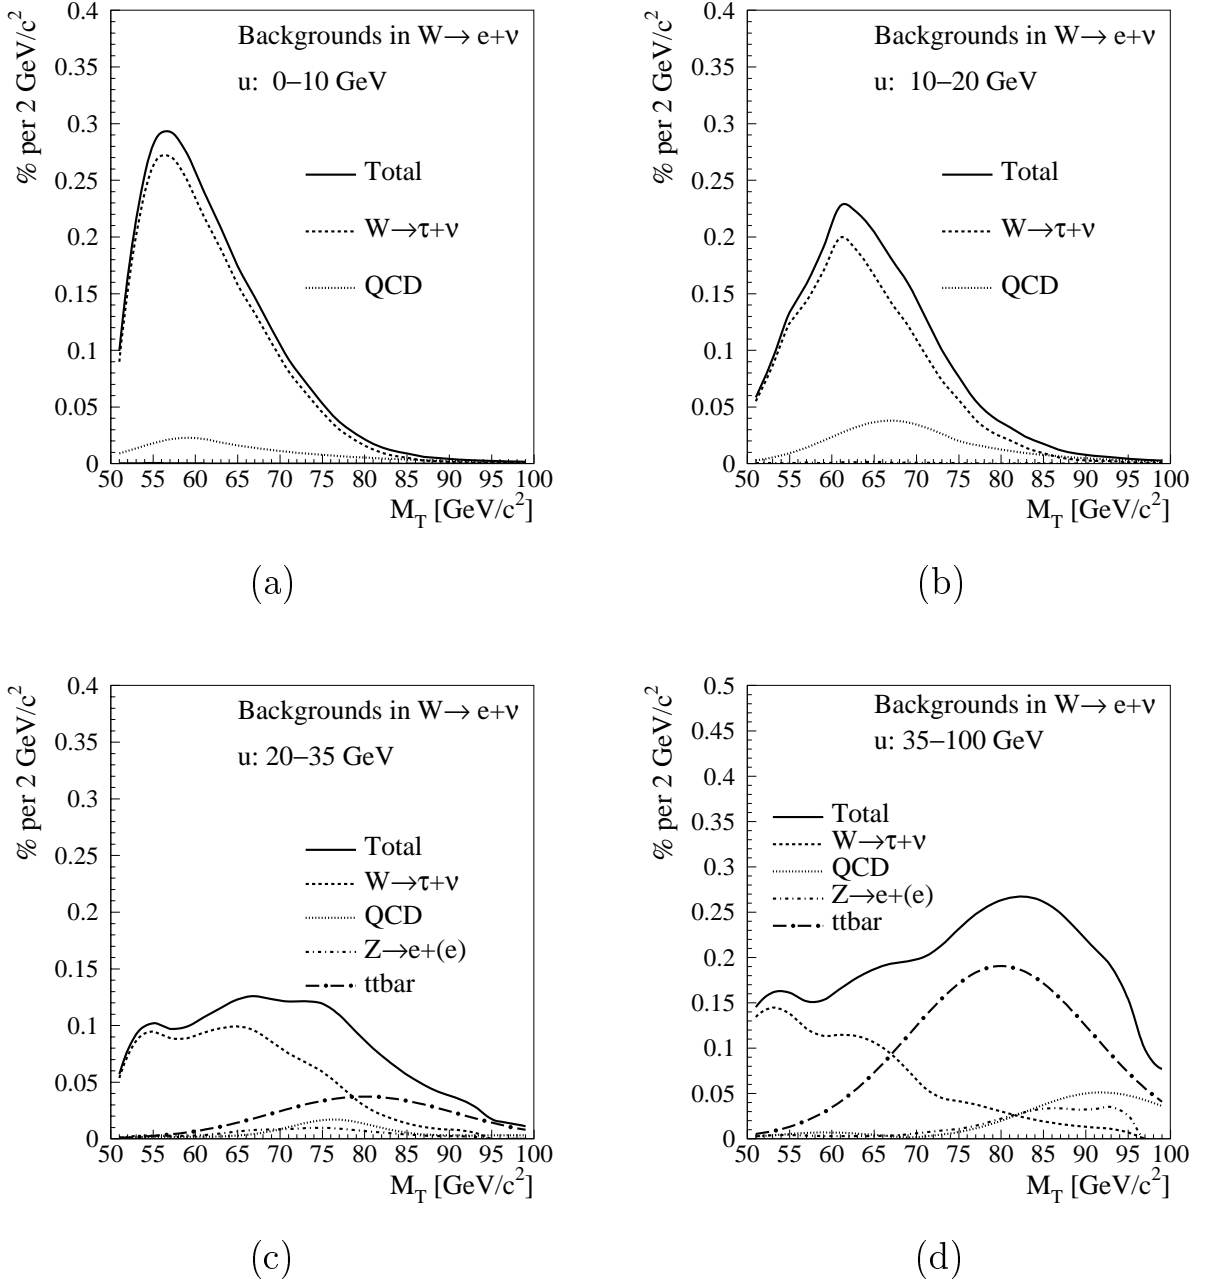 % per 2 GeV/c²
0.4
0.35
0.3
0.25
0.2
0.15
0.1
0.05
0
Backgrounds in W→ e+ν
u: 0–10 GeV
Total
W→τ+ν
QCD
50 55 60 65 70 75 80 85 90 95 100
M_T [GeV/c²]
(a)
% per 2 GeV/c²
0.4
0.35
0.3
0.25
0.2
0.15
0.1
0.05
0
Backgrounds in W→ e+ν
u: 10–20 GeV
Total
W→τ+ν
QCD
50 55 60 65 70 75 80 85 90 95 100
M_T [GeV/c²]
(b)
% per 2 GeV/c²
0.4
0.35
0.3
0.25
0.2
0.15
0.1
0.05
0
Backgrounds in W→ e+ν
u: 20–35 GeV
Total
W→τ+ν
QCD
Z→e+(e)
ttbar
50 55 60 65 70 75 80 85 90 95 100
M_T [GeV/c²]
(c)
% per 2 GeV/c²
0.5
0.45
0.4
0.35
0.3
0.25
0.2
0.15
0.1
0.05
0
Backgrounds in W→ e+ν
u: 35–100 GeV
Total
W→τ+ν
QCD
Z→e+(e)
ttbar
50 55 60 65 70 75 80 85 90 95 100
M_T [GeV/c²]
(d)